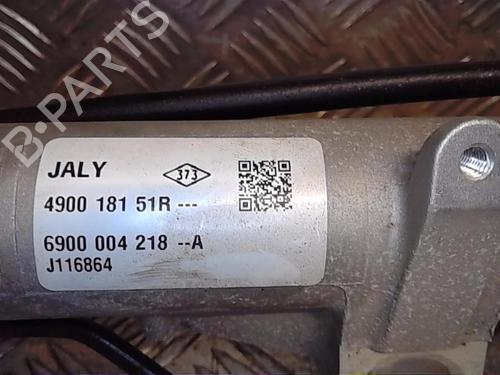 B-PARTS
JALY 373
4900 181 51R ---
6900 004 218 --A
J116864